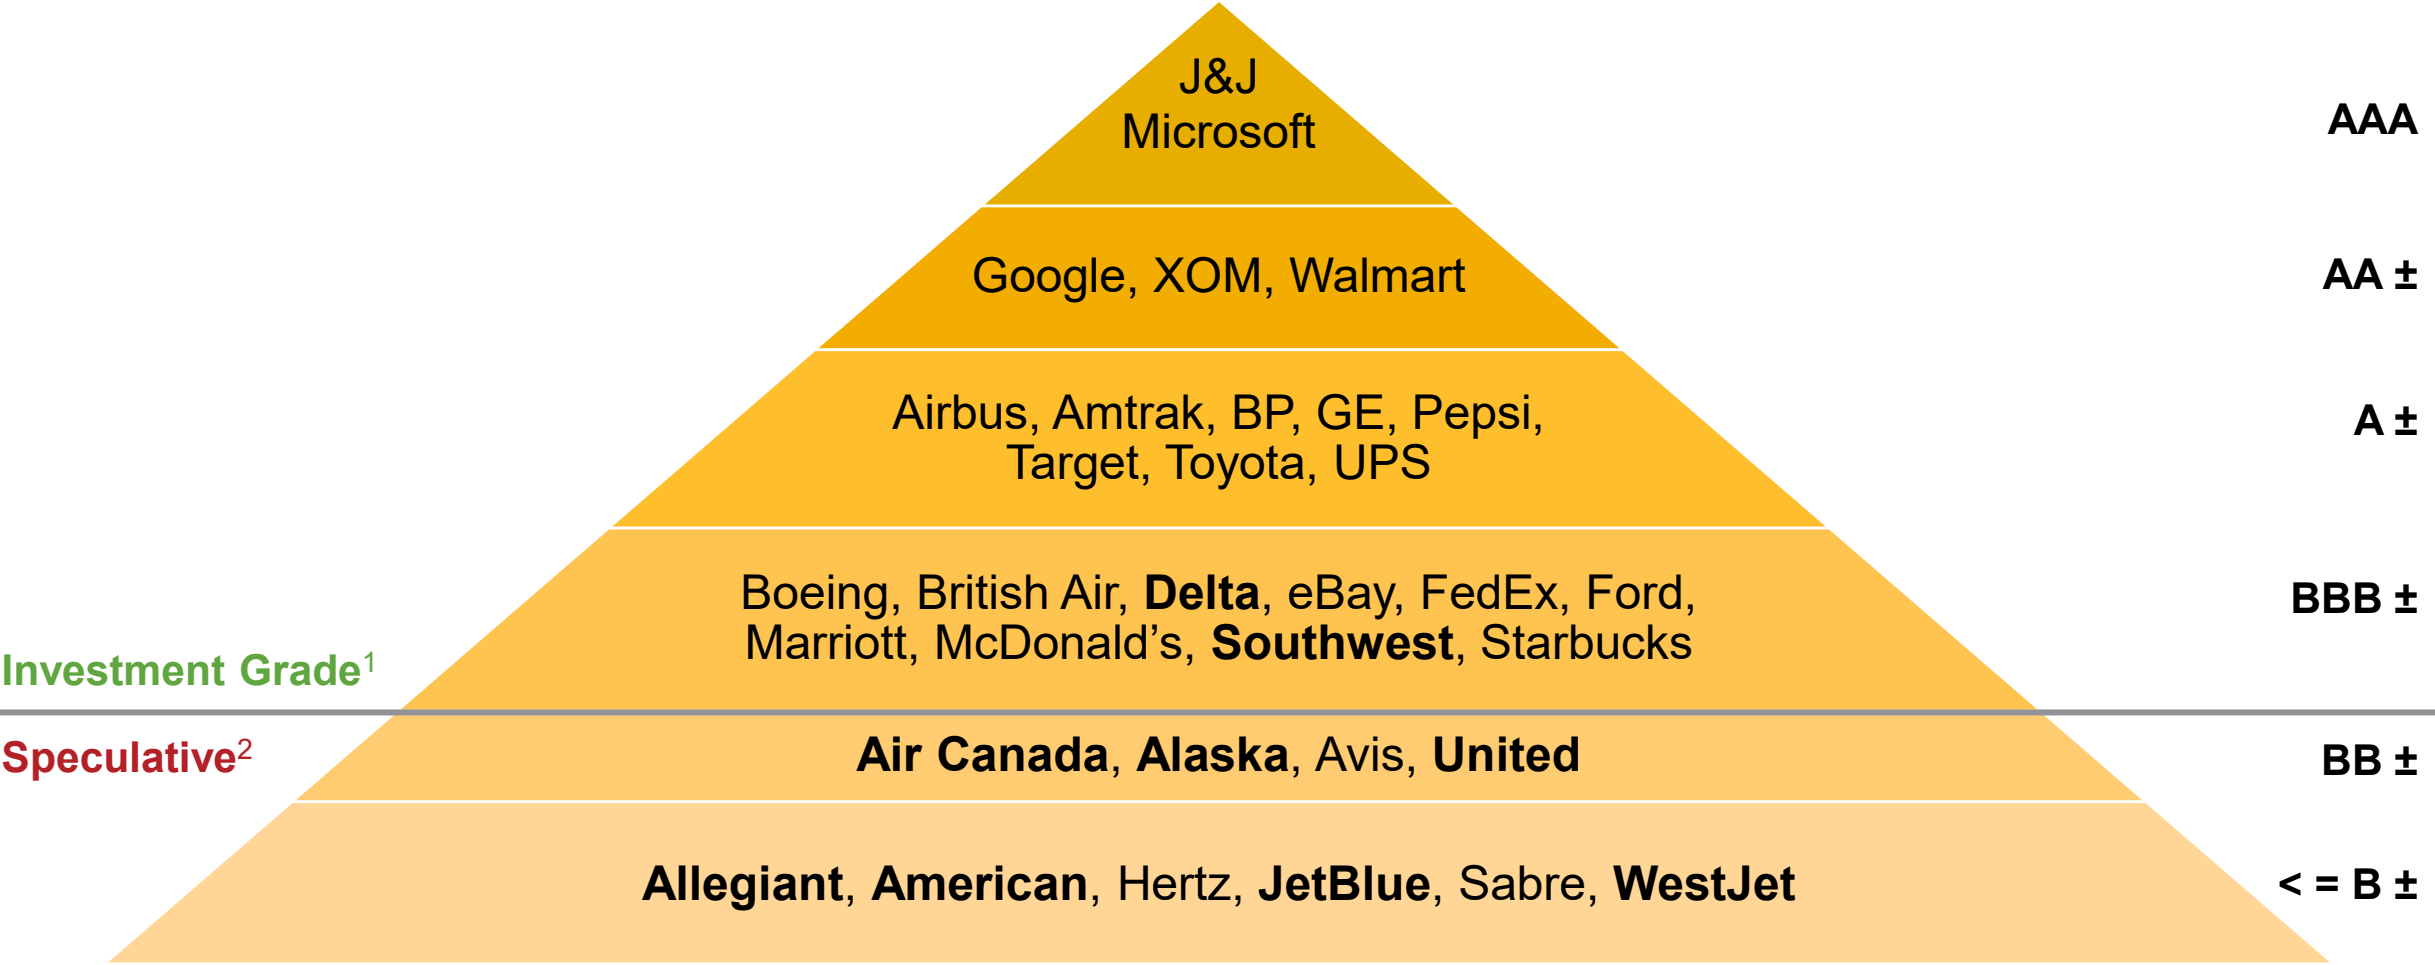 J&J
Microsoft
AAA
Google, XOM, Walmart
AA ±
Airbus, Amtrak, BP, GE, Pepsi,
Target, Toyota, UPS
A ±
Boeing, British Air, Delta, eBay, FedEx, Ford,
Marriott, McDonald’s, Southwest, Starbucks
BBB ±
Investment Grade¹
Speculative²
Air Canada, Alaska, Avis, United
BB ±
Allegiant, American, Hertz, JetBlue, Sabre, WestJet
< = B ±